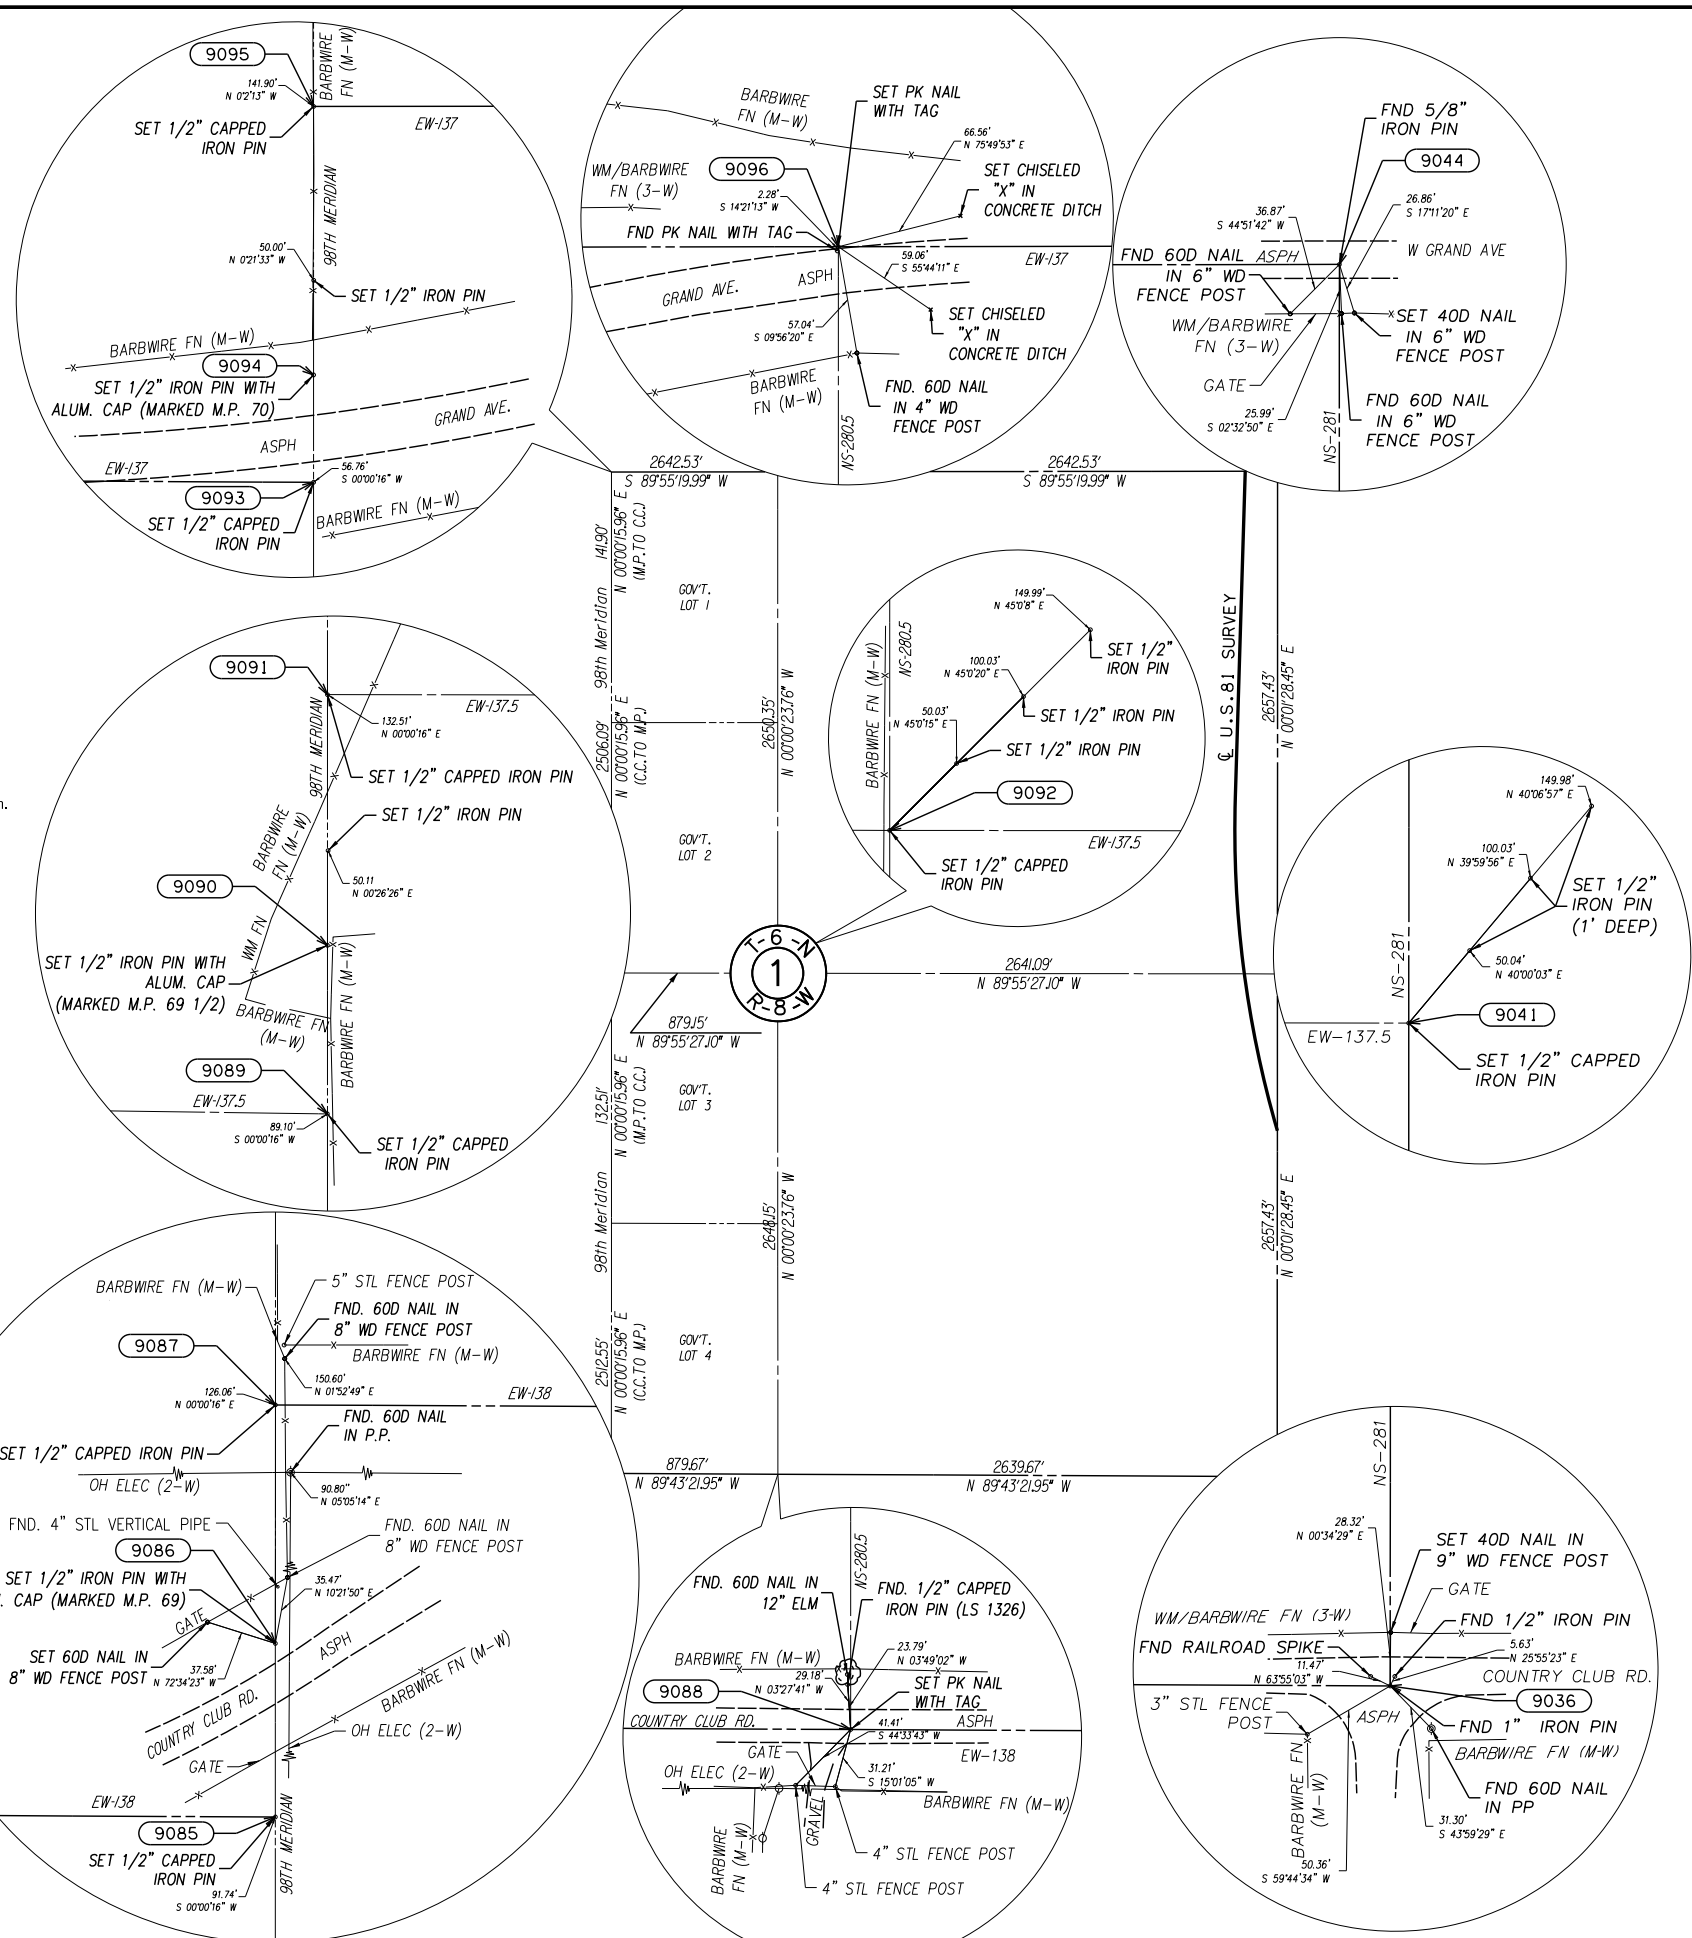 9095
BARBWIRE
FN (M-W)
141.90'
N 0°2'13" W
SET 1/2" CAPPED
IRON PIN
EW-137
98TH MERIDIAN
50.00'
N 0°21'33" W
SET 1/2" IRON PIN
BARBWIRE FN (M-W)
9094
SET 1/2" IRON PIN WITH
ALUM. CAP (MARKED M.P. 70)
GRAND AVE.
ASPH
EW-137
56.76'
S 00°00'16" W
9093
SET 1/2" CAPPED
IRON PIN
BARBWIRE FN (M-W)
BARBWIRE
FN (M-W)
SET PK NAIL
WITH TAG
66.56'
N 75°49'53" E
WM/BARBWIRE
FN (3-W)
9096
2.28'
S 14°21'13" W
SET CHISELED
"X" IN
CONCRETE DITCH
FND PK NAIL WITH TAG
59.06'
S 55°44'11" E
EW-137
ASPH
GRAND AVE.
57.04'
S 09°56'20" E
SET CHISELED
"X" IN
CONCRETE DITCH
BARBWIRE
FN (M-W)
FND. 60D NAIL
IN 4" WD
FENCE POST
NS-280.5
FND 5/8"
IRON PIN
9044
36.87'
S 44°51'42" W
26.86'
S 17°11'20" E
W GRAND AVE
FND 60D NAIL
IN 6" WD
FENCE POST
ASPH
WM/BARBWIRE
FN (3-W)
SET 40D NAIL
IN 6" WD
FENCE POST
GATE
FND 60D NAIL
IN 6" WD
FENCE POST
25.99'
S 02°32'50" E
NS-281
2642.53'
S 89°55'19.99" W
2642.53'
S 89°55'19.99" W
141.90'
N 00°00'15.96" E
(M.P.TO C.C.)
98th Meridian
GOV'T.
LOT 1
2506.09'
N 00°00'15.96" E
(C.C.TO M.P.)
2650.35'
N 00°00'23.76" W
GOV'T.
LOT 2
℄ U.S.81 SURVEY
2657.43'
N 00°01'28.45" E
9091
98TH MERIDIAN
EW-137.5
132.51'
N 00°00'16" E
SET 1/2" CAPPED IRON PIN
SET 1/2" IRON PIN
BARBWIRE
FN (M-W)
9090
50.11
N 00°26'26" E
WM FN
SET 1/2" IRON PIN WITH
ALUM. CAP
(MARKED M.P. 69 1/2)
BARBWIRE FN
(M-W)
BARBWIRE FN (M-W)
9089
EW-137.5
89.10'
S 00°00'16" W
SET 1/2" CAPPED
IRON PIN
BARBWIRE FN (M-W)
NS-280.5
149.99'
N 45°0'8" E
SET 1/2"
IRON PIN
100.03'
N 45°0'20" E
SET 1/2" IRON PIN
50.03'
N 45°0'15" E
SET 1/2" IRON PIN
9092
EW-137.5
SET 1/2" CAPPED
IRON PIN
149.98'
N 40°06'57" E
100.03'
N 39°59'56" E
SET 1/2"
IRON PIN
(1' DEEP)
NS-281
50.04'
N 40°00'03" E
9041
EW-137.5
SET 1/2" CAPPED
IRON PIN
T-6-N
1
R-8-W
2641.09'
N 89°55'27.10" W
879.15'
N 89°55'27.10" W
132.51'
N 00°00'15.96" E
(M.P.TO C.C.)
GOV'T.
LOT 3
98th Meridian
2648.15'
N 00°00'23.76" W
2657.43'
N 00°01'28.45" E
2512.55'
N 00°00'15.96" E
(C.C.TO M.P.)
GOV'T.
LOT 4
879.67'
N 89°43'21.95" W
2639.67'
N 89°43'21.95" W
BARBWIRE FN (M-W)
5" STL FENCE POST
FND. 60D NAIL IN
8" WD FENCE POST
9087
BARBWIRE FN (M-W)
150.60'
N 01°52'49" E
126.06'
N 00°00'16" E
EW-138
FND. 60D NAIL
IN P.P.
SET 1/2" CAPPED IRON PIN
OH ELEC (2-W)
90.80"
N 05°05'14" E
FND. 4" STL VERTICAL PIPE
FND. 60D NAIL IN
8" WD FENCE POST
9086
SET 1/2" IRON PIN WITH
. CAP (MARKED M.P. 69)
35.47'
N 10°21'50" E
GATE
ASPH
SET 60D NAIL IN
8" WD FENCE POST
37.58'
N 72°34'23" W
BARBWIRE FN (M-W)
COUNTRY CLUB RD.
OH ELEC (2-W)
GATE
EW-138
9085
98TH MERIDIAN
SET 1/2" CAPPED
IRON PIN
91.74'
S 00°00'16" W
NS-280.5
FND. 60D NAIL IN
12" ELM
FND. 1/2" CAPPED
IRON PIN (LS 1326)
BARBWIRE FN (M-W)
23.79'
N 03°49'02" W
29.18'
N 03°27'41" W
9088
SET PK NAIL
WITH TAG
COUNTRY CLUB RD.
41.41'
S 44°33'43" W
ASPH
EW-138
GATE
OH ELEC (2-W)
31.21'
S 15°01'05" W
BARBWIRE FN (M-W)
GRAVEL
BARBWIRE
FN (M-W)
4" STL FENCE POST
4" STL FENCE POST
NS-281
28.32'
N 00°34'29" E
SET 40D NAIL IN
9" WD FENCE POST
GATE
WM/BARBWIRE FN (3-W)
FND 1/2" IRON PIN
FND RAILROAD SPIKE
5.63'
N 25°55'23" E
11.47'
N 63°55'03" W
COUNTRY CLUB RD.
9036
3" STL FENCE
POST
ASPH
FND 1" IRON PIN
BARBWIRE FN (M-W)
BARBWIRE FN
(M-W)
FND 60D NAIL
IN PP
31.30'
S 43°59'29" E
50.36'
S 59°44'34" W